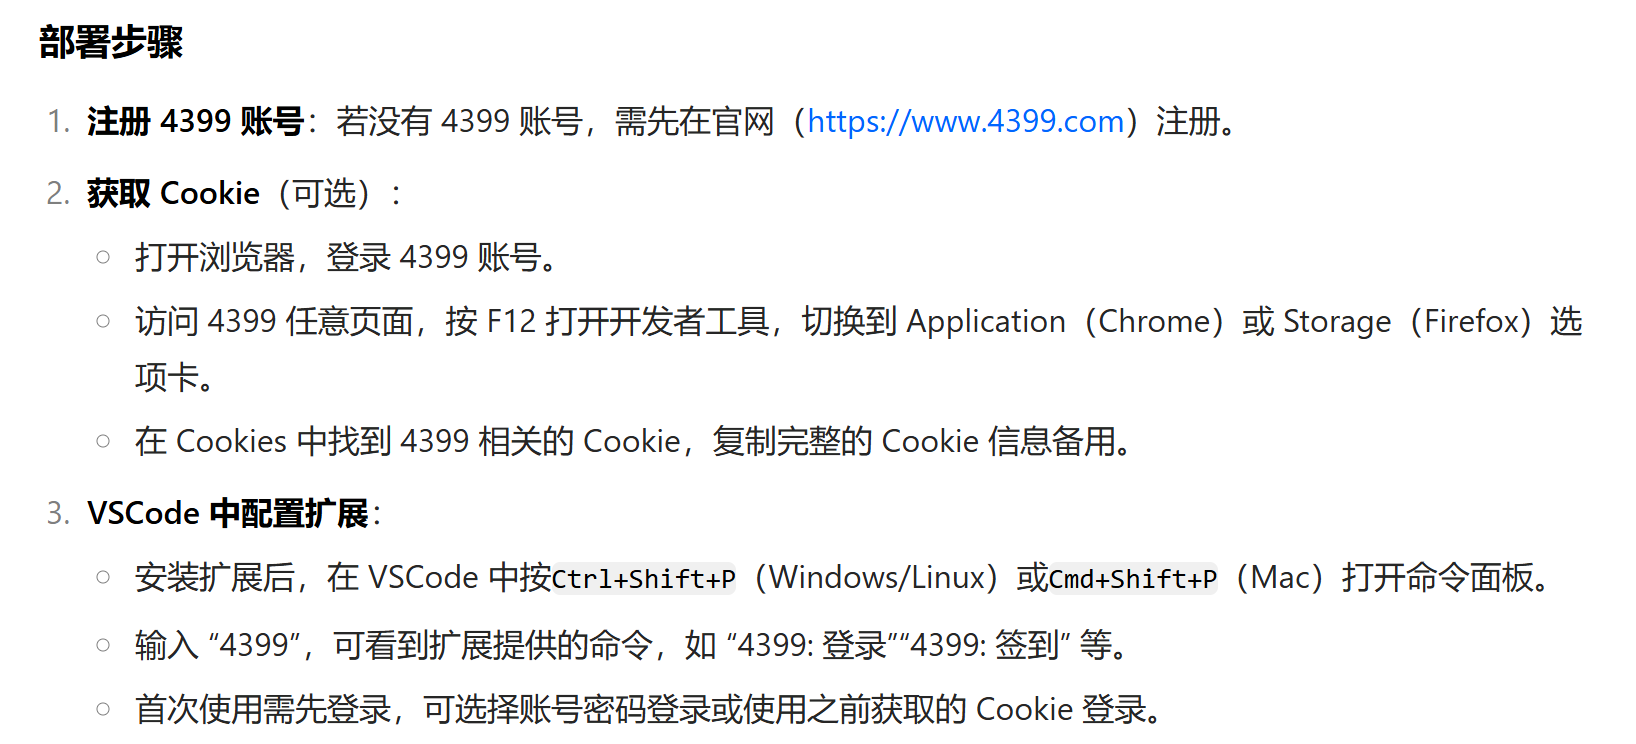 部署步骤
1. 注册 4399 账号：若没有 4399 账号，需先在官网（https://www.4399.com）注册。
2. 获取 Cookie（可选）：
○ 打开浏览器，登录 4399 账号。
○ 访问 4399 任意页面，按 F12 打开开发者工具，切换到 Application（Chrome）或 Storage（Firefox）选
项卡。
○ 在 Cookies 中找到 4399 相关的 Cookie，复制完整的 Cookie 信息备用。
3. VSCode 中配置扩展：
○ 安装扩展后，在 VSCode 中按Ctrl+Shift+P（Windows/Linux）或Cmd+Shift+P（Mac）打开命令面板。
○ 输入 “4399”，可看到扩展提供的命令，如 “4399: 登录”“4399: 签到” 等。
○ 首次使用需先登录，可选择账号密码登录或使用之前获取的 Cookie 登录。